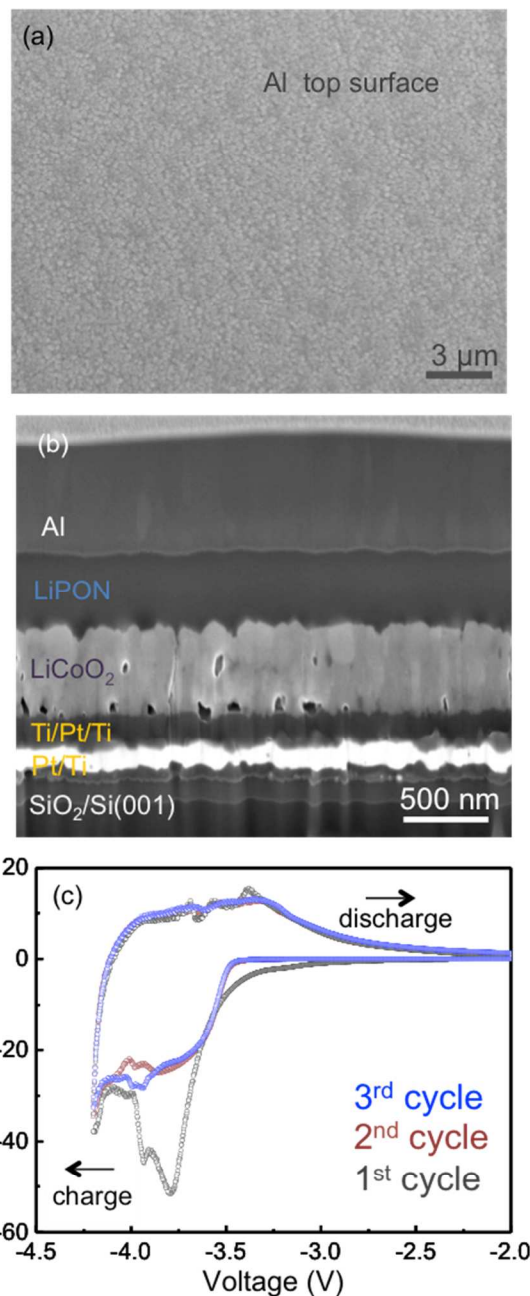 (a)
Al top surface
3 µm
(b)
Al
LiPON
LiCoO₂
Ti/Pt/Ti
Pt/Ti
SiO₂/Si(001)
500 nm
20
(c)
discharge
0
-20
3rd cycle
2nd cycle
-40
1st cycle
charge
-60
-4.5 -4.0 -3.5 -3.0 -2.5 -2.0
Voltage (V)